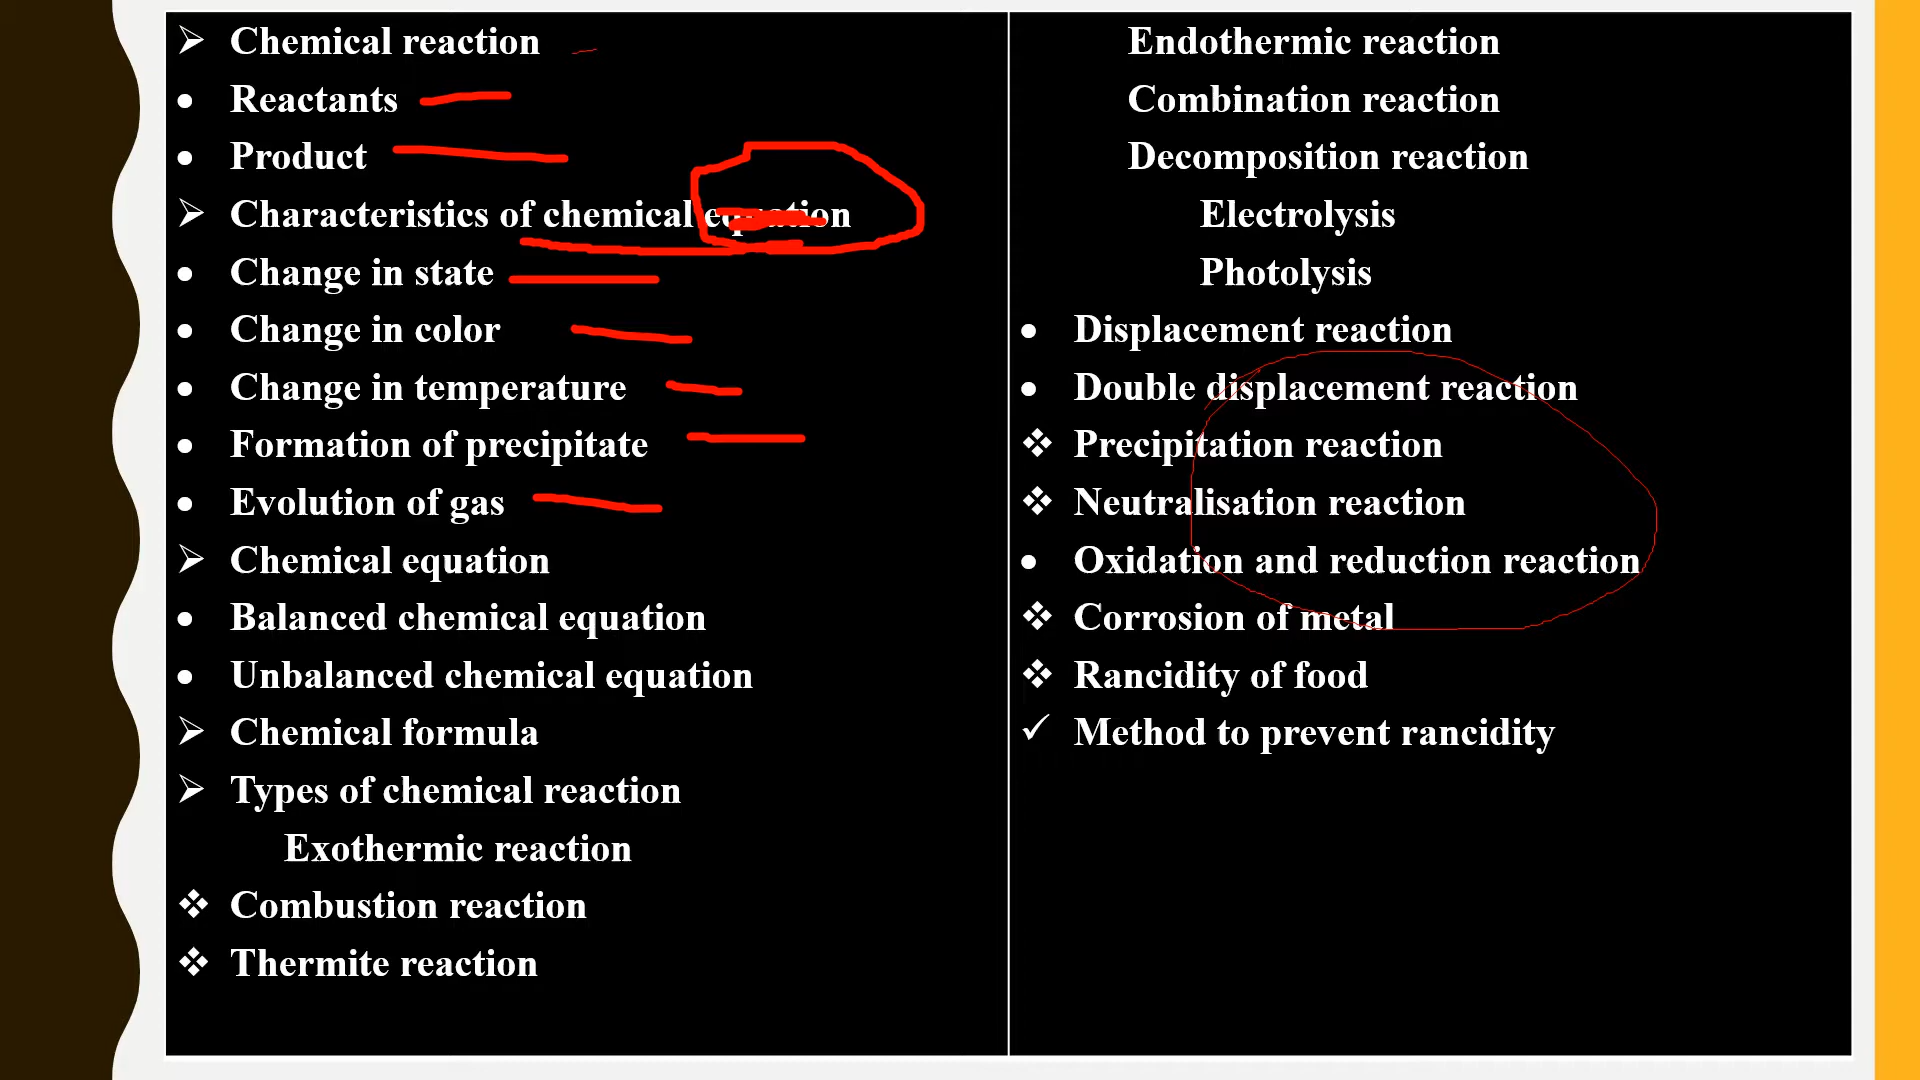 Chemical reaction
Reactants
Product
Characteristics of chemical equation
Change in state
Change in color
Change in temperature
Formation of precipitate
Evolution of gas
Chemical equation
Balanced chemical equation
Unbalanced chemical equation
Chemical formula
Types of chemical reaction
Exothermic reaction
Combustion reaction
Thermite reaction
Endothermic reaction
Combination reaction
Decomposition reaction
Electrolysis
Photolysis
Displacement reaction
Double displacement reaction
Precipitation reaction
Neutralisation reaction
Oxidation and reduction reaction
Corrosion of metal
Rancidity of food
Method to prevent rancidity